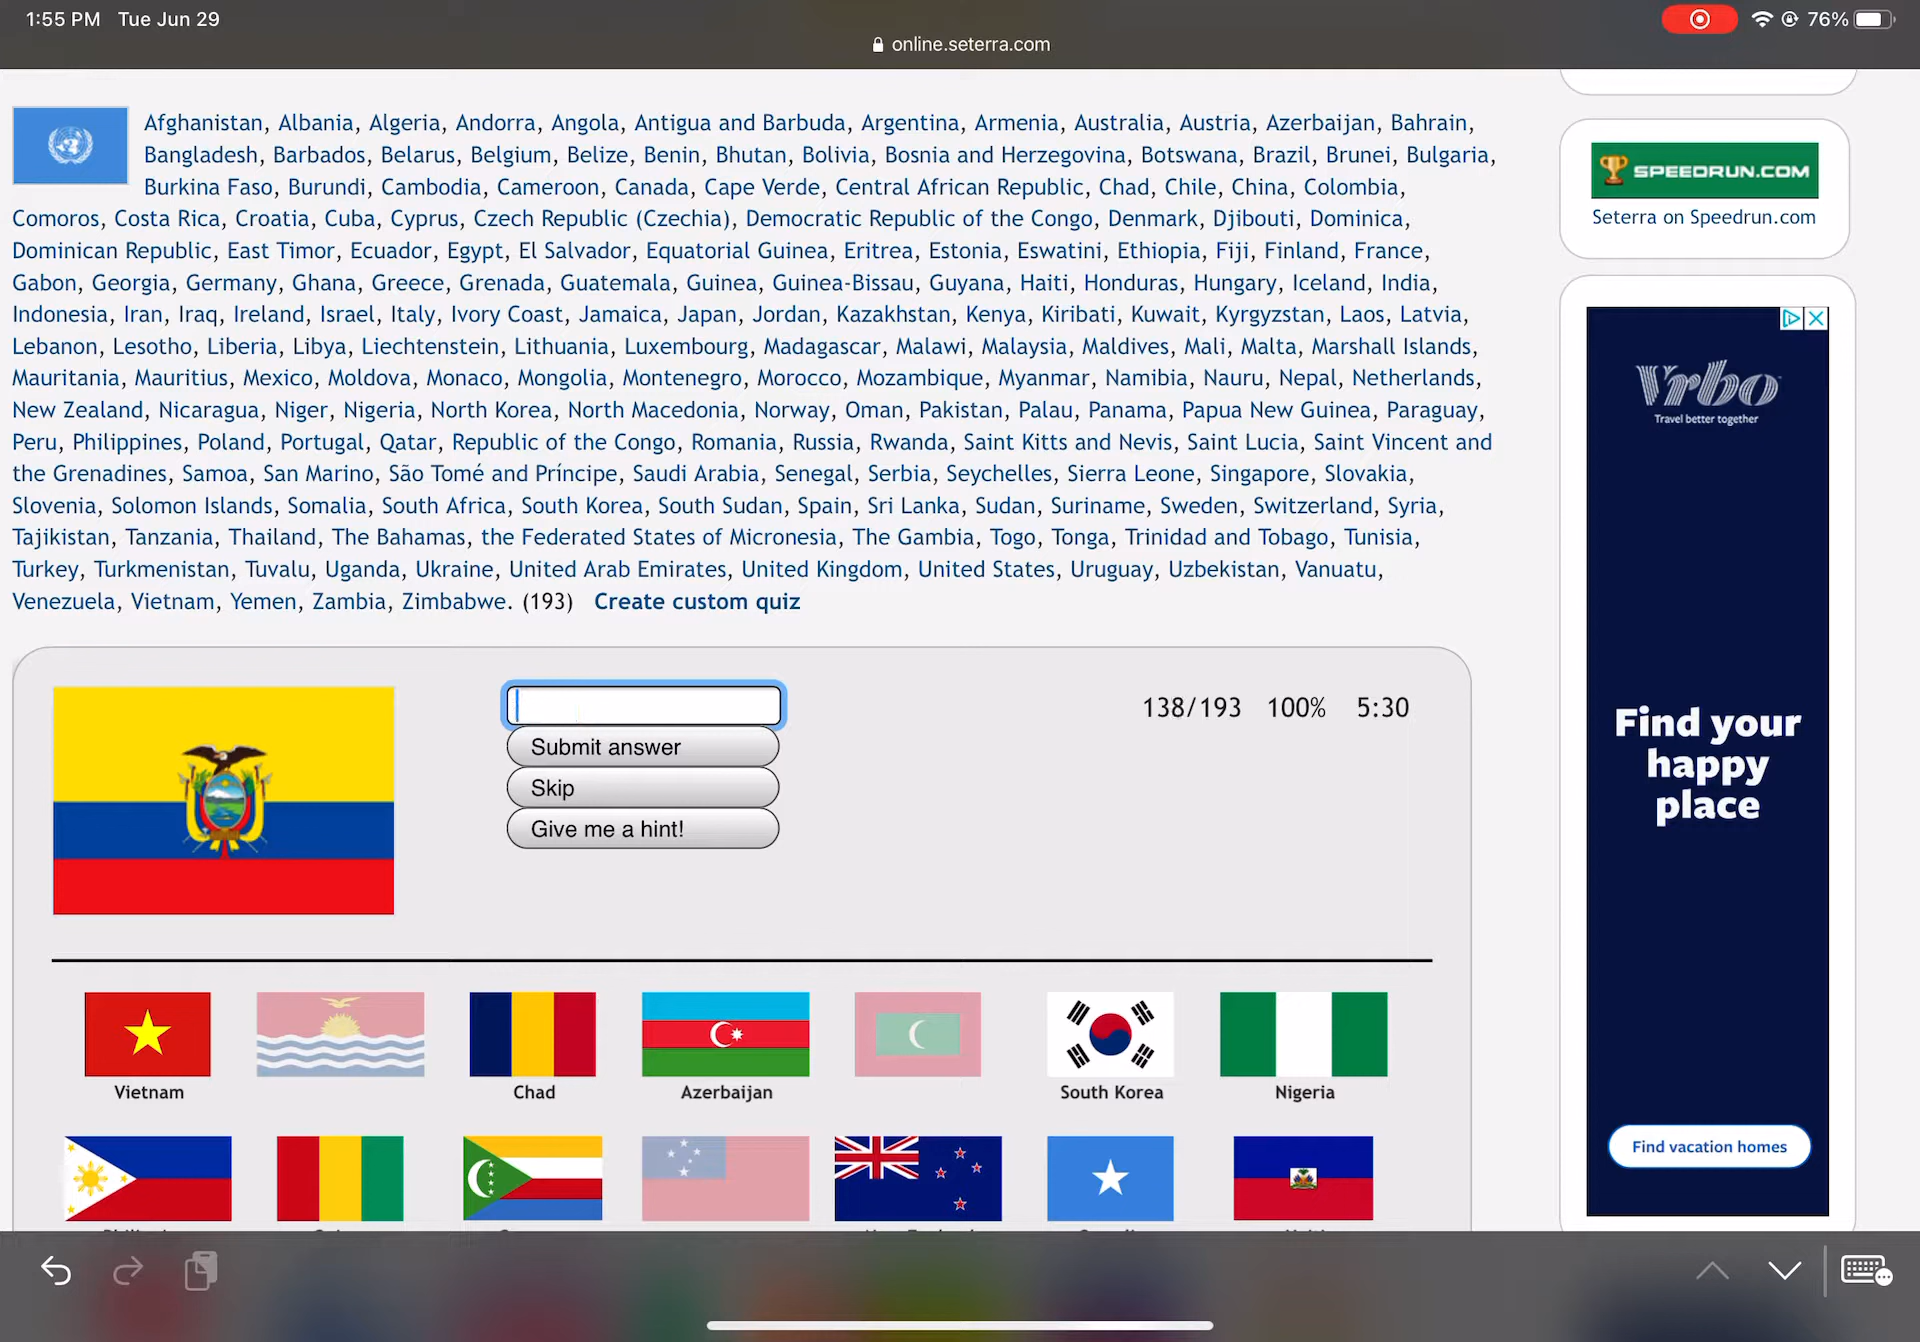 1:55 PM Tue Jun 29
76%
online.seterra.com
Afghanistan, Albania, Algeria, Andorra, Angola, Antigua and Barbuda, Argentina, Armenia, Australia, Austria, Azerbaijan, Bahrain,
Bangladesh, Barbados, Belarus, Belgium, Belize, Benin, Bhutan, Bolivia, Bosnia and Herzegovina, Botswana, Brazil, Brunei, Bulgaria,
Burkina Faso, Burundi, Cambodia, Cameroon, Canada, Cape Verde, Central African Republic, Chad, Chile, China, Colombia,
Comoros, Costa Rica, Croatia, Cuba, Cyprus, Czech Republic (Czechia), Democratic Republic of the Congo, Denmark, Djibouti, Dominica,
Dominican Republic, East Timor, Ecuador, Egypt, El Salvador, Equatorial Guinea, Eritrea, Estonia, Eswatini, Ethiopia, Fiji, Finland, France,
Gabon, Georgia, Germany, Ghana, Greece, Grenada, Guatemala, Guinea, Guinea-Bissau, Guyana, Haiti, Honduras, Hungary, Iceland, India,
Indonesia, Iran, Iraq, Ireland, Israel, Italy, Ivory Coast, Jamaica, Japan, Jordan, Kazakhstan, Kenya, Kiribati, Kuwait, Kyrgyzstan, Laos, Latvia,
Lebanon, Lesotho, Liberia, Libya, Liechtenstein, Lithuania, Luxembourg, Madagascar, Malawi, Malaysia, Maldives, Mali, Malta, Marshall Islands,
Mauritania, Mauritius, Mexico, Moldova, Monaco, Mongolia, Montenegro, Morocco, Mozambique, Myanmar, Namibia, Nauru, Nepal, Netherlands,
New Zealand, Nicaragua, Niger, Nigeria, North Korea, North Macedonia, Norway, Oman, Pakistan, Palau, Panama, Papua New Guinea, Paraguay,
Peru, Philippines, Poland, Portugal, Qatar, Republic of the Congo, Romania, Russia, Rwanda, Saint Kitts and Nevis, Saint Lucia, Saint Vincent and
the Grenadines, Samoa, San Marino, São Tomé and Príncipe, Saudi Arabia, Senegal, Serbia, Seychelles, Sierra Leone, Singapore, Slovakia,
Slovenia, Solomon Islands, Somalia, South Africa, South Korea, South Sudan, Spain, Sri Lanka, Sudan, Suriname, Sweden, Switzerland, Syria,
Tajikistan, Tanzania, Thailand, The Bahamas, the Federated States of Micronesia, The Gambia, Togo, Tonga, Trinidad and Tobago, Tunisia,
Turkey, Turkmenistan, Tuvalu, Uganda, Ukraine, United Arab Emirates, United Kingdom, United States, Uruguay, Uzbekistan, Vanuatu,
Venezuela, Vietnam, Yemen, Zambia, Zimbabwe. (193) Create custom quiz
SPEEDRUN.COM
Seterra on Speedrun.com
Vrbo
Travel better together
Find your
happy
place
Find vacation homes
138/193 100% 5:30
Submit answer
Skip
Give me a hint!
Vietnam
Chad
Azerbaijan
South Korea
Nigeria